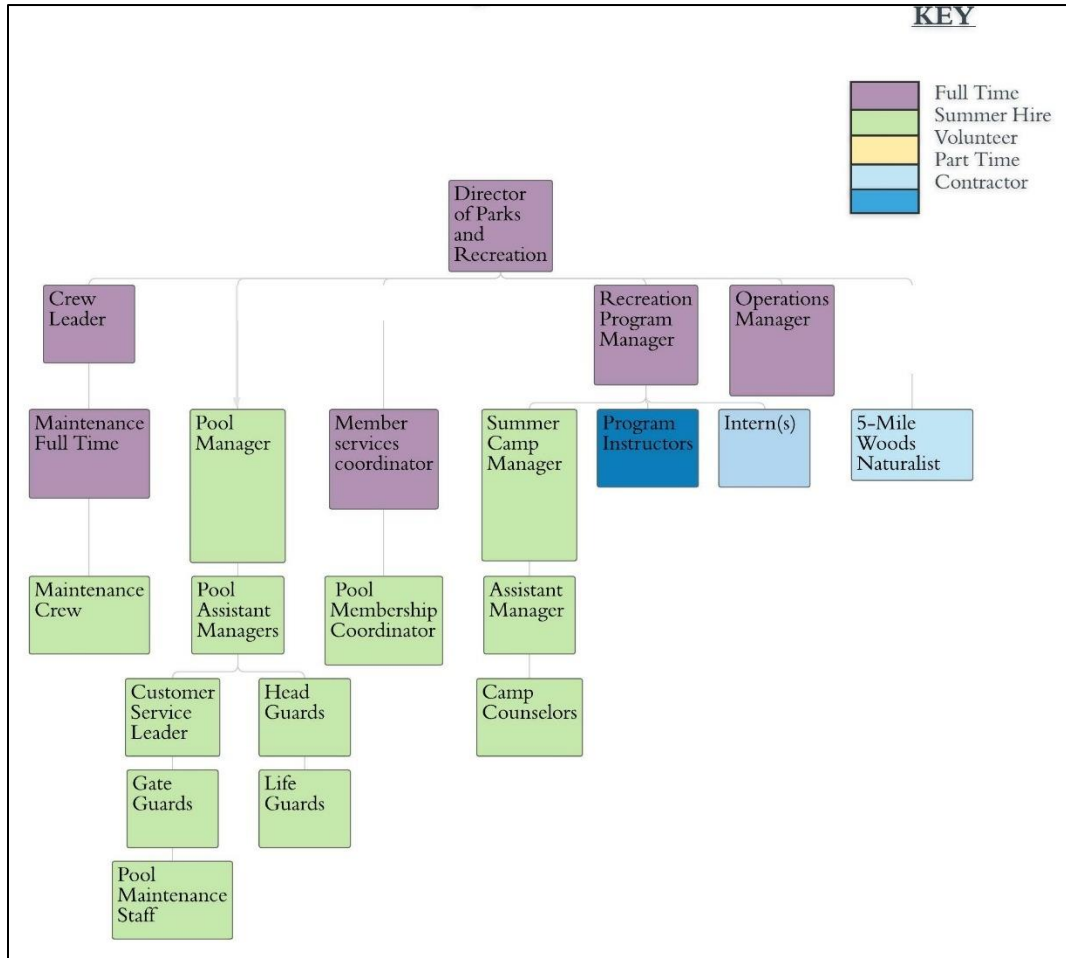 KEY
Full Time
Summer Hire
Volunteer
Part Time
Contractor
Director
of Parks
and
Recreation
Crew
Leader
Recreation
Program
Manager
Operations
Manager
Maintenance
Full Time
Pool
Manager
Member
services
coordinator
Summer
Camp
Manager
Program
Instructors
Intern(s)
5-Mile
Woods
Naturalist
Maintenance
Crew
Pool
Assistant
Managers
Pool
Membership
Coordinator
Assistant
Manager
Customer
Service
Leader
Head
Guards
Camp
Counselors
Gate
Guards
Life
Guards
Pool
Maintenance
Staff